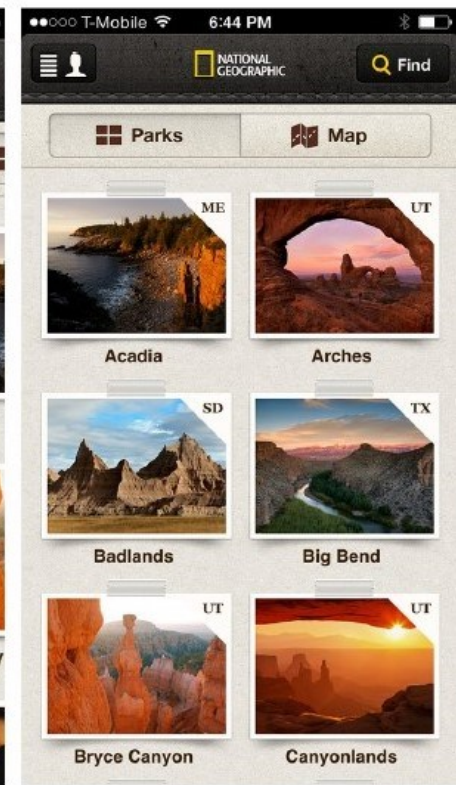 T-Mobile 6:44 PM
NATIONAL
GEOGRAPHIC
Find
Parks Map
ME UT
Acadia Arches
SD TX
Badlands Big Bend
UT UT
Bryce Canyon Canyonlands